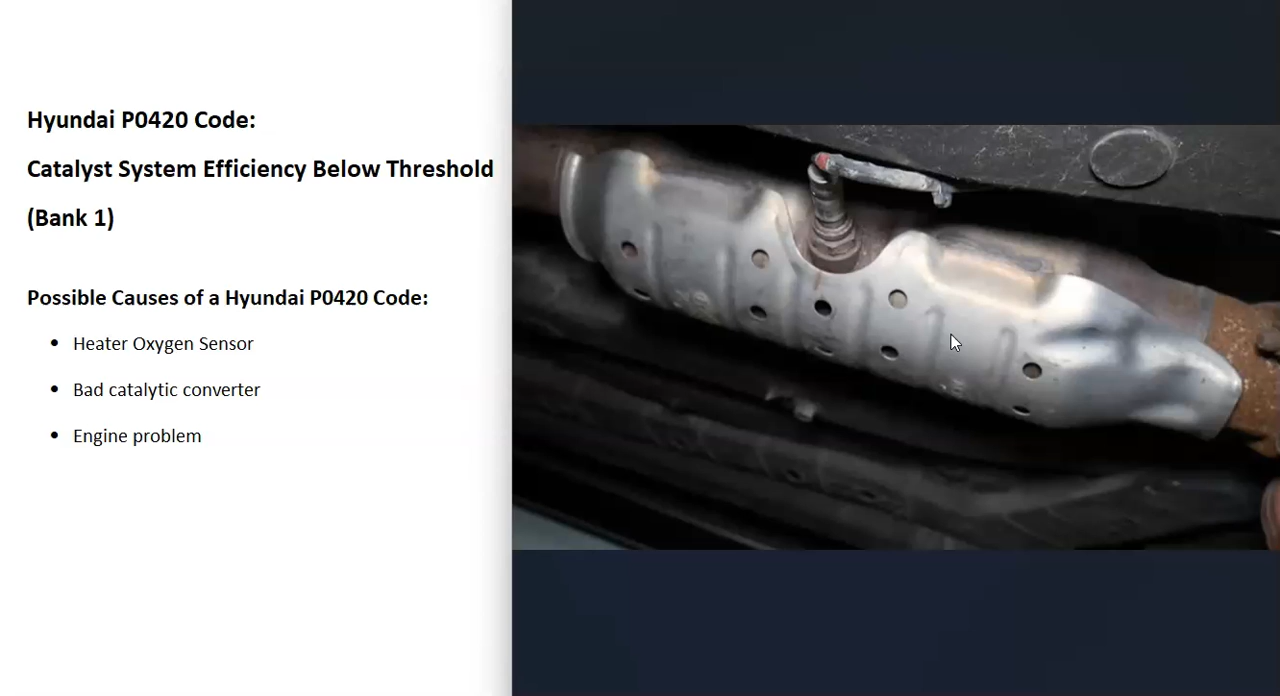 Hyundai P0420 Code:
Catalyst System Efficiency Below Threshold
(Bank 1)
Possible Causes of a Hyundai P0420 Code:
• Heater Oxygen Sensor
• Bad catalytic converter
• Engine problem